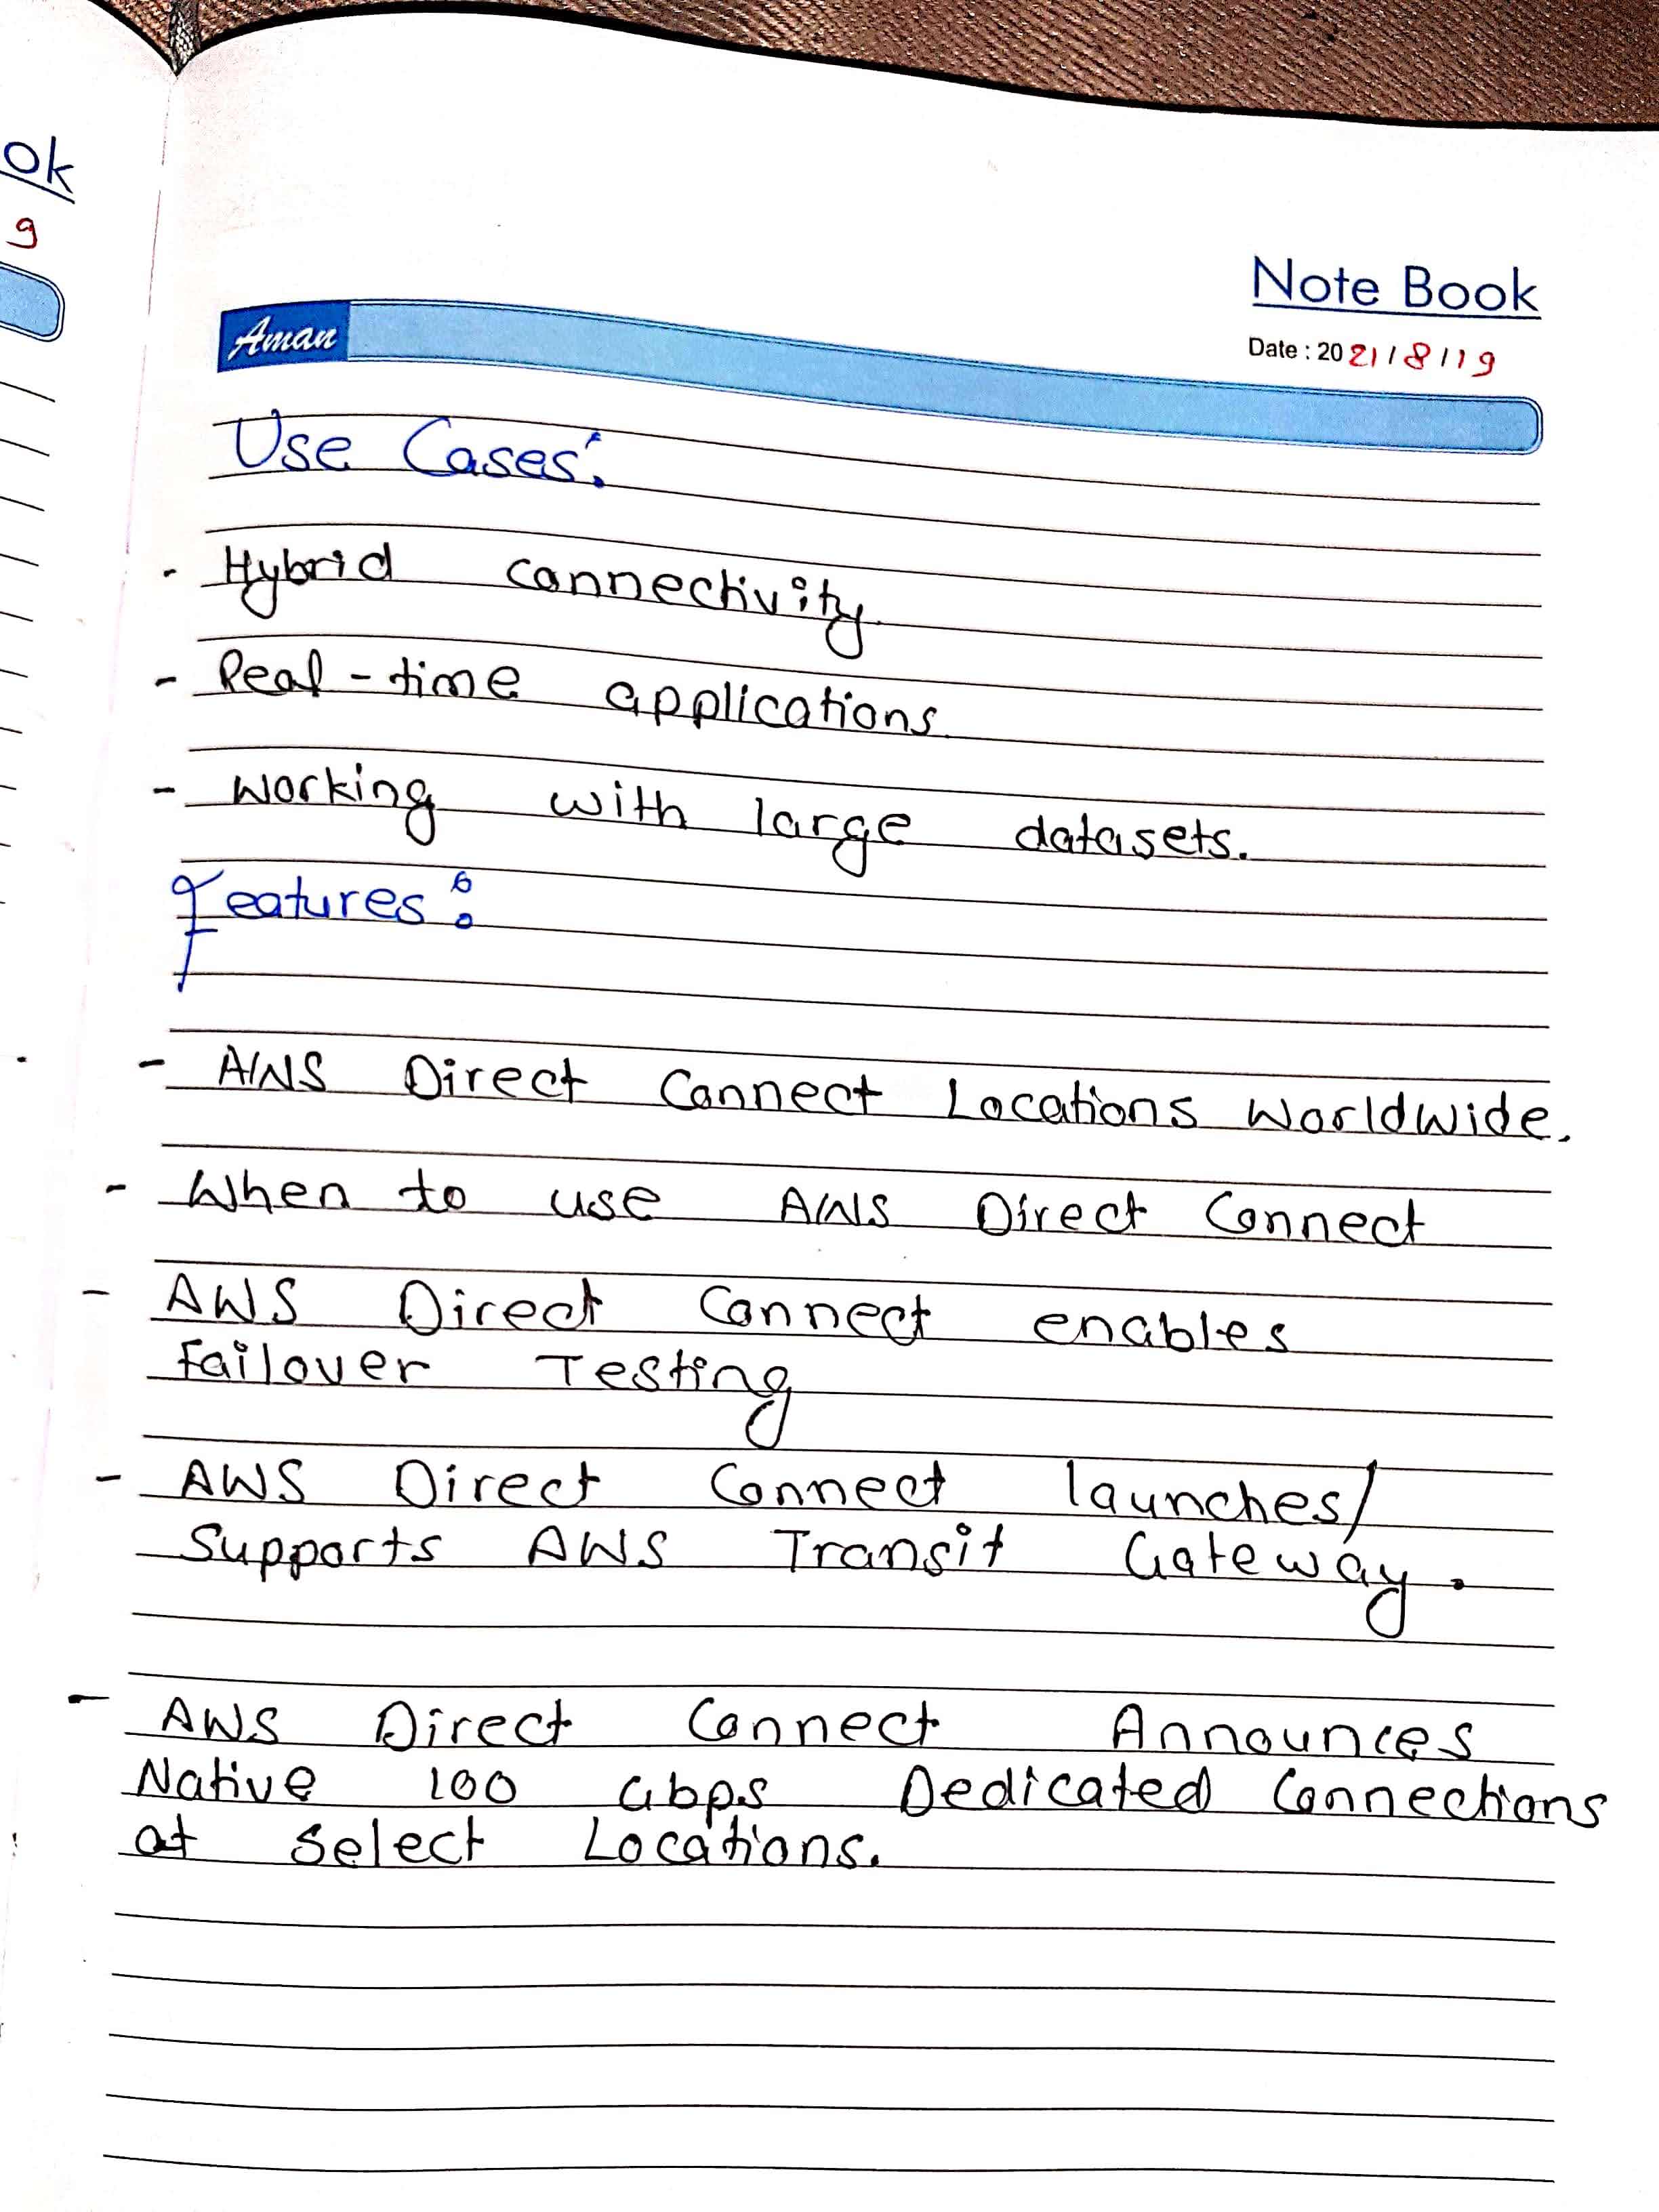 ok
9
Note Book
Aman
Date : 2021/8/19
Use Cases:
- Hybrid connectivity.
- Real-time applications.
- Working with large datasets.
Features:
- AWS Direct Connect Locations Worldwide.
- When to use AWS Direct Connect
- AWS Direct Connect enables
Failover Testing
- AWS Direct Connect launches/
Supports AWS Transit Gateway.
- AWS Direct Connect Announces
Native 100 Gbps Dedicated Connections
at Select Locations.